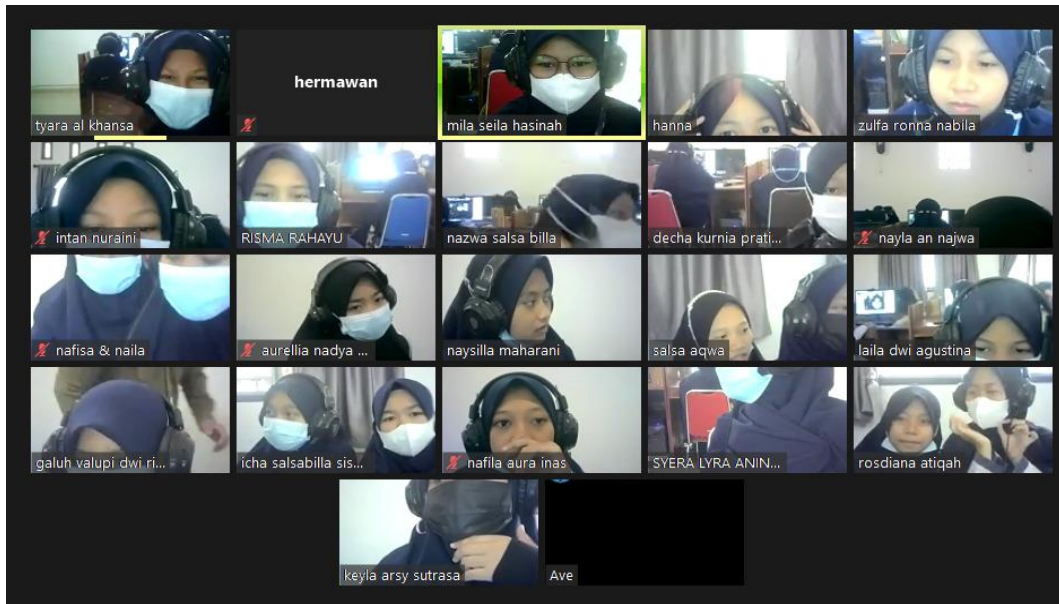 tyara al khansa
hermawan
mila seila hasinah
hanna
zulfa ronna nabila
intan nuraini
RISMA RAHAYU
nazwa salsa billa
decha kurnia prati...
nayla an najwa
nafisa & naila
aurellia nadya ...
naysilla maharani
salsa aqwa
laila dwi agustina
galuh valupi dwi ri...
icha salsabilla sis...
nafila aura inas
SYERA LYRA ANIN...
rosdiana atiqah
keyla arsy sutrasa
Ave